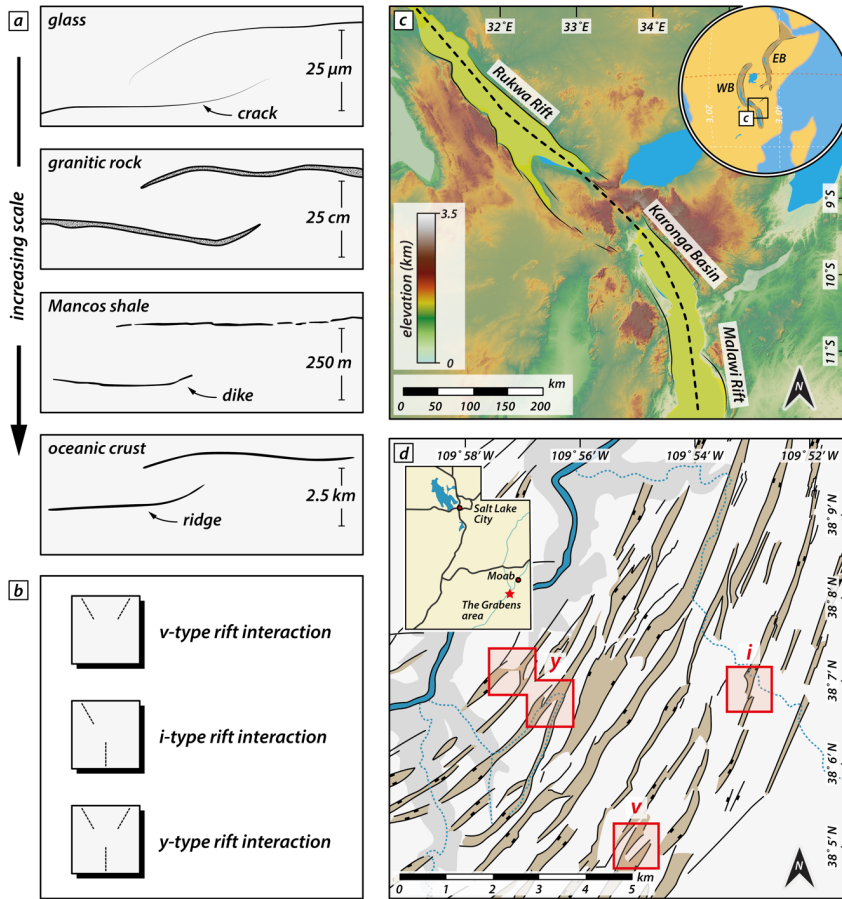 a
glass
25 μm
crack
increasing scale
granitic rock
25 cm
Mancos shale
250 m
dike
oceanic crust
2.5 km
ridge
b
v-type rift interaction
i-type rift interaction
y-type rift interaction
c
32°E
33°E
34°E
EB
WB
c
30°E
40°E
Rukwa Rift
Karonga Basin
Malawi Rift
9°S
10°S
11°S
3.5
elevation (km)
0
km
0 50 100 150 200
N
d
109° 58' W
109° 56' W
109° 54' W
109° 52' W
Salt Lake
City
Moab
The Grabens
area
38° 9' N
38° 8' N
38° 7' N
38° 6' N
38° 5' N
y
i
v
km
0 1 2 3 4 5
N